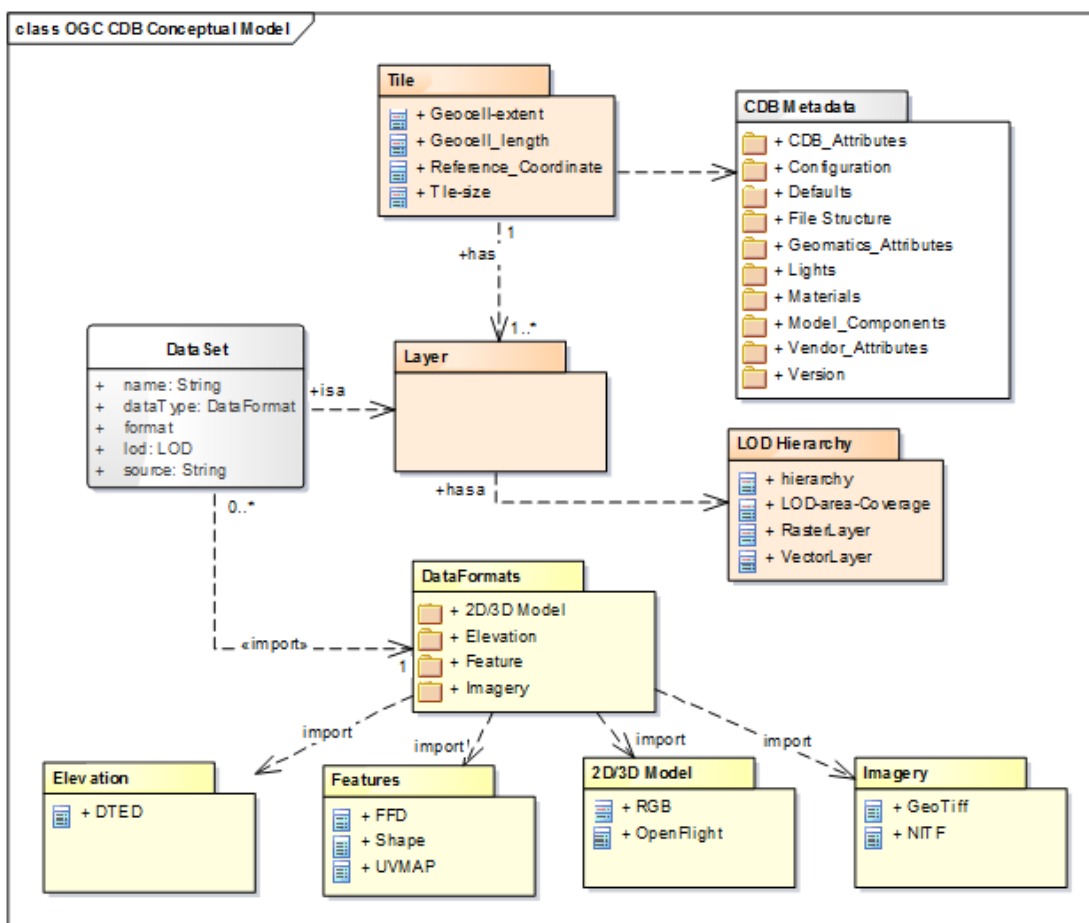 class OGC CDB Conceptual Model
Tile
+ Geocell-extent
+ Geocell_length
+ Reference_Coordinate
+ Tle-size
CDB Metadata
+ CDB_Attributes
+ Configuration
+ Defaults
+ File Structure
+ Geomatics_Attributes
+ Lights
+ Materials
+ Model_Components
+ Vendor_Attributes
+ Version
1
+has
1..*
DataSet
+ name: String
+ dataType: DataFormat
+ format
+ lod: LOD
+ source: String
+isa
Layer
+hasa
LOD Hierarchy
+ hierarchy
+ LOD-area-Coverage
+ RasterLayer
+ VectorLayer
0..*
«import»
1
DataFormats
+ 2D/3D Model
+ Elevation
+ Feature
+ Imagery
import
import
import
import
Elevation
+ DTED
Features
+ FFD
+ Shape
+ UVMAP
2D/3D Model
+ RGB
+ OpenFlight
Imagery
+ GeoTiff
+ NITF